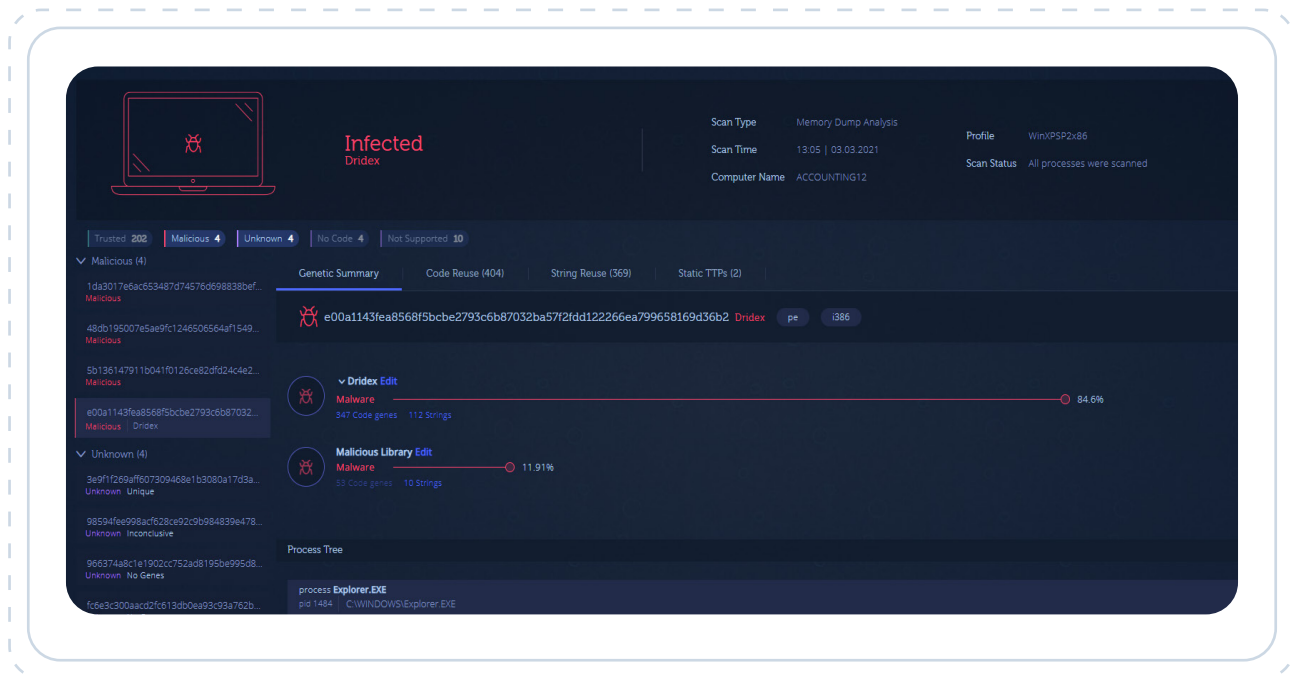 Infected
Dridex
Scan Type Memory Dump Analysis
Scan Time 13:05 | 03.03.2021
Computer Name ACCOUNTING12
Profile WinXPSP2x86
Scan Status All processes were scanned
Trusted 202 Malicious 4 Unknown 4 No Code 4 Not Supported 10
Malicious (4)
1da3017e6ac653487d74576d698838bef...
Malicious
48db195007e5ae9fc1246506564af1549...
Malicious
5b136147911b041f0126ce82dfd24c4e2...
Malicious
e00a1143fea8568f5bcbe2793c6b87032...
Malicious Dridex
Unknown (4)
3e9f1f269aff607309468e1b3080a17d3a...
Unknown Unique
98594fee998acf628ce92c9b984839e478...
Unknown Inconclusive
966374a8c1e1902cc752ad8195be995d8...
Unknown No Genes
fc6e3c300aacd2fc613db0ea93c93a762b...
Genetic Summary Code Reuse (404) String Reuse (369) Static TTPs (2)
e00a1143fea8568f5bcbe2793c6b87032ba57f2fdd122266ea799658169d36b2 Dridex pe i386
Dridex Edit
Malware 84.6%
347 Code genes 112 Strings
Malicious Library Edit
Malware 11.91%
53 Code genes 10 Strings
Process Tree
process Explorer.EXE
pid 1484 C:\WINDOWS\Explorer.EXE